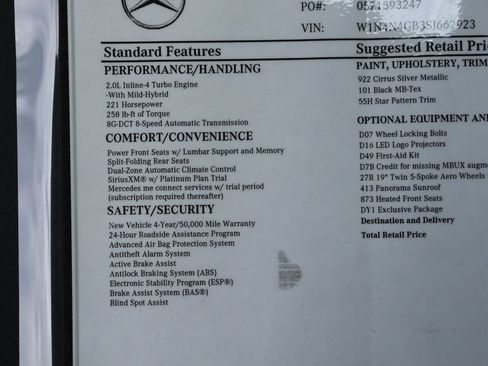 PO#: 0571593247
VIN: W1N4N4GB3SJ662923
Standard Features
PERFORMANCE/HANDLING
2.0L Inline-4 Turbo Engine
-With Mild-Hybrid
221 Horsepower
258 lb-ft of Torque
8G-DCT 8-Speed Automatic Transmission
COMFORT/CONVENIENCE
Power Front Seats w/ Lumbar Support and Memory
Split-Folding Rear Seats
Dual-Zone Automatic Climate Control
SiriusXM® w/ Platinum Plan Trial
Mercedes me connect services w/ trial period
(subscription required thereafter)
SAFETY/SECURITY
New Vehicle 4-Year/50,000 Mile Warranty
24-Hour Roadside Assistance Program
Advanced Air Bag Protection System
Antitheft Alarm System
Active Brake Assist
Antilock Braking System (ABS)
Electronic Stability Program (ESP®)
Brake Assist System (BAS®)
Blind Spot Assist
Suggested Retail Pri
PAINT, UPHOLSTERY, TRIM
922 Cirrus Silver Metallic
101 Black MB-Tex
55H Star Pattern Trim
OPTIONAL EQUIPMENT AN
D07 Wheel Locking Bolts
D16 LED Logo Projectors
D49 First-Aid Kit
D7B Credit for missing MBUX augme
27R 19" Twin 5-Spoke Aero Wheels
413 Panorama Sunroof
873 Heated Front Seats
DY1 Exclusive Package
Destination and Delivery
Total Retail Price